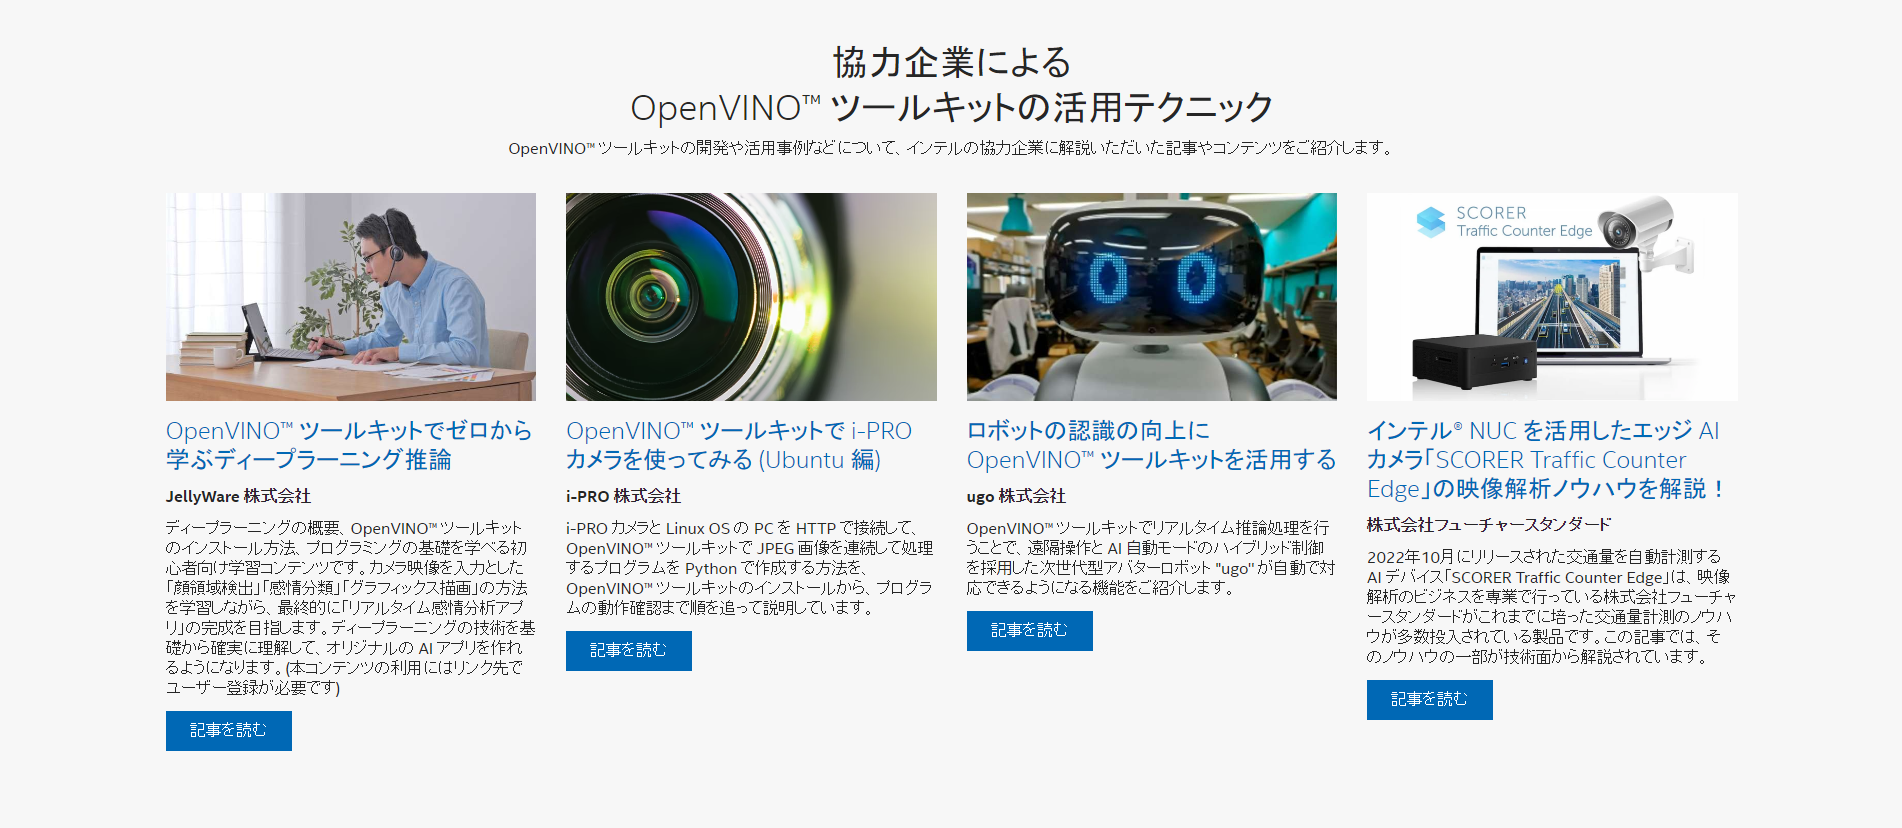 協力企業による
OpenVINO™ ツールキットの活用テクニック
OpenVINO™ ツールキットの開発や活用事例などについて、インテルの協力企業に解説いただいた記事やコンテンツをご紹介します。
OpenVINO™ ツールキットでゼロから
学ぶディープラーニング推論
JellyWare 株式会社
ディープラーニングの概要、OpenVINO™ ツールキット
のインストール方法、プログラミングの基礎を学べる初
心者向け学習コンテンツです。カメラ映像を入力とした
「顔領域検出」「感情分類」「グラフィックス描画」の方法
を学習しながら、最終的に「リアルタイム感情分析アプ
リ」の完成を目指します。ディープラーニングの技術を基
礎から確実に理解して、オリジナルの AI アプリを作れ
るようになります。(本コンテンツの利用にはリンク先で
ユーザー登録が必要です)
記事を読む
OpenVINO™ ツールキットで i-PRO
カメラを使ってみる (Ubuntu 編)
i-PRO 株式会社
i-PRO カメラと Linux OS の PC を HTTP で接続して、
OpenVINO™ ツールキットで JPEG 画像を連続して処理
するプログラムを Python で作成する方法を、
OpenVINO™ ツールキットのインストールから、プログラ
ムの動作確認まで順を追って説明しています。
記事を読む
ロボットの認識の向上に
OpenVINO™ ツールキットを活用する
ugo 株式会社
OpenVINO™ ツールキットでリアルタイム推論処理を行
うことで、遠隔操作と AI 自動モードのハイブリッド制御
を採用した次世代型アバターロボット "ugo" が自動で対
応できるようになる機能をご紹介します。
記事を読む
SCORER
Traffic Counter Edge
インテル® NUC を活用したエッジ AI
カメラ「SCORER Traffic Counter
Edge」の映像解析ノウハウを解説！
株式会社フューチャースタンダード
2022年10月にリリースされた交通量を自動計測する
AI デバイス「SCORER Traffic Counter Edge」は、映像
解析のビジネスを専業で行っている株式会社フューチャ
ースタンダードがこれまでに培った交通量計測のノウハ
ウが多数投入されている製品です。この記事では、そ
のノウハウの一部が技術面から解説されています。
記事を読む